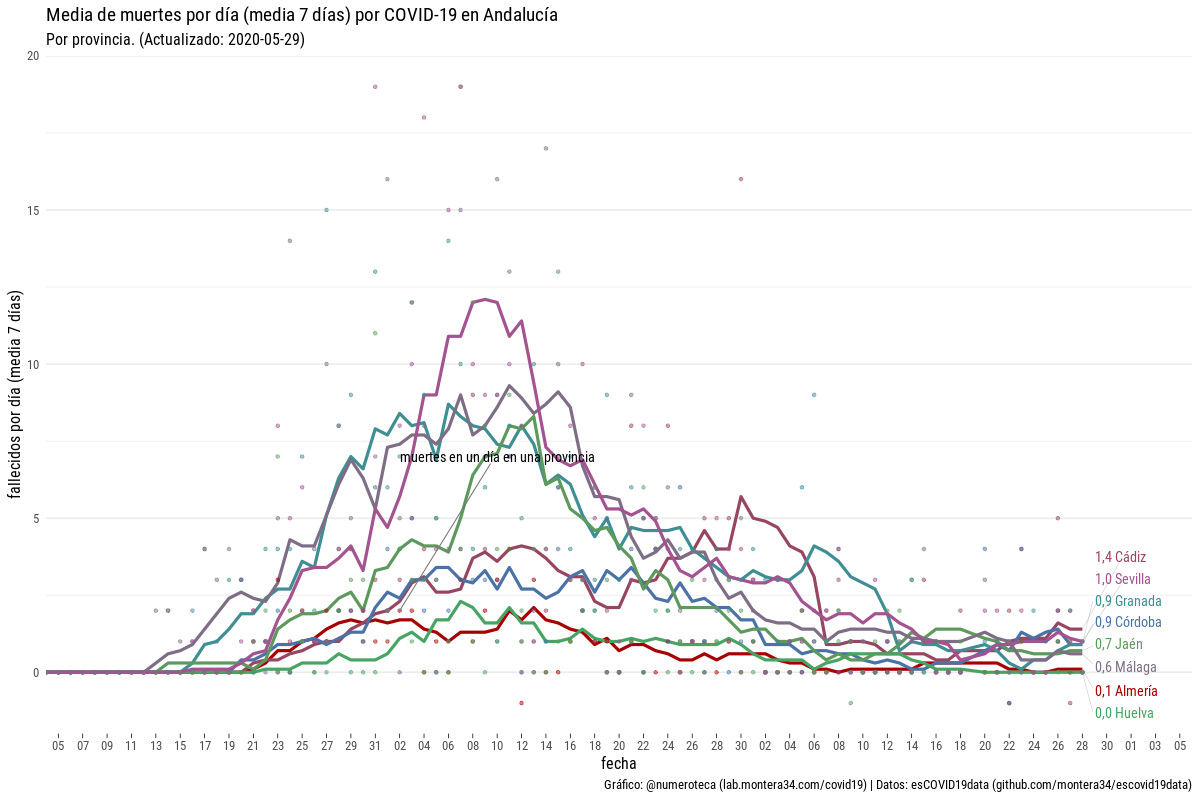 Media de muertes por día (media 7 días) por COVID-19 en Andalucía
Por provincia. (Actualizado: 2020-05-29)
20
15
10
5
0
fallecidos por día (media 7 días)
muertes en un día en una provincia
1,4 Cádiz
1,0 Sevilla
0,9 Granada
0,9 Córdoba
0,7 Jaén
0,6 Málaga
0,1 Almería
0,0 Huelva
05 07 09 11 13 15 17 19 21 23 25 27 29 31 02 04 06 08 10 12 14 16 18 20 22 24 26 28 30 02 04 06 08 10 12 14 16 18 20 22 24 26 28 30 01 03 05
fecha
Gráfico: @numeroteca (lab.montera34.com/covid19) | Datos: esCOVID19data (github.com/montera34/escovid19data)